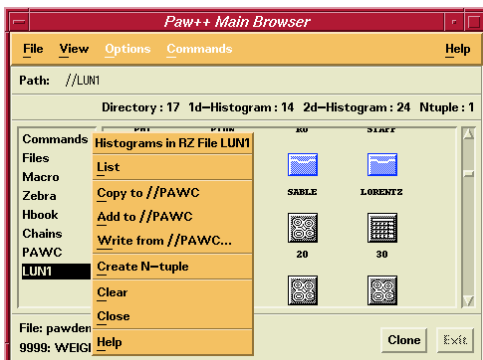 Paw++ Main Browser
File View Options Commands Help
Path: //LUN1
Directory : 17 1d-Histogram : 14 2d-Histogram : 24 Ntuple : 1
Commands
Files
Macro
Zebra
Hbook
Chains
PAWC
LUN1
Histograms in RZ File LUN1
List
Copy to //PAWC
Add to //PAWC
Write from //PAWC...
Create N-tuple
Clear
Close
Help
STAFF
SABLE LORENTZ
20 30
File: pawden
9999: WEIG
Clone Exit